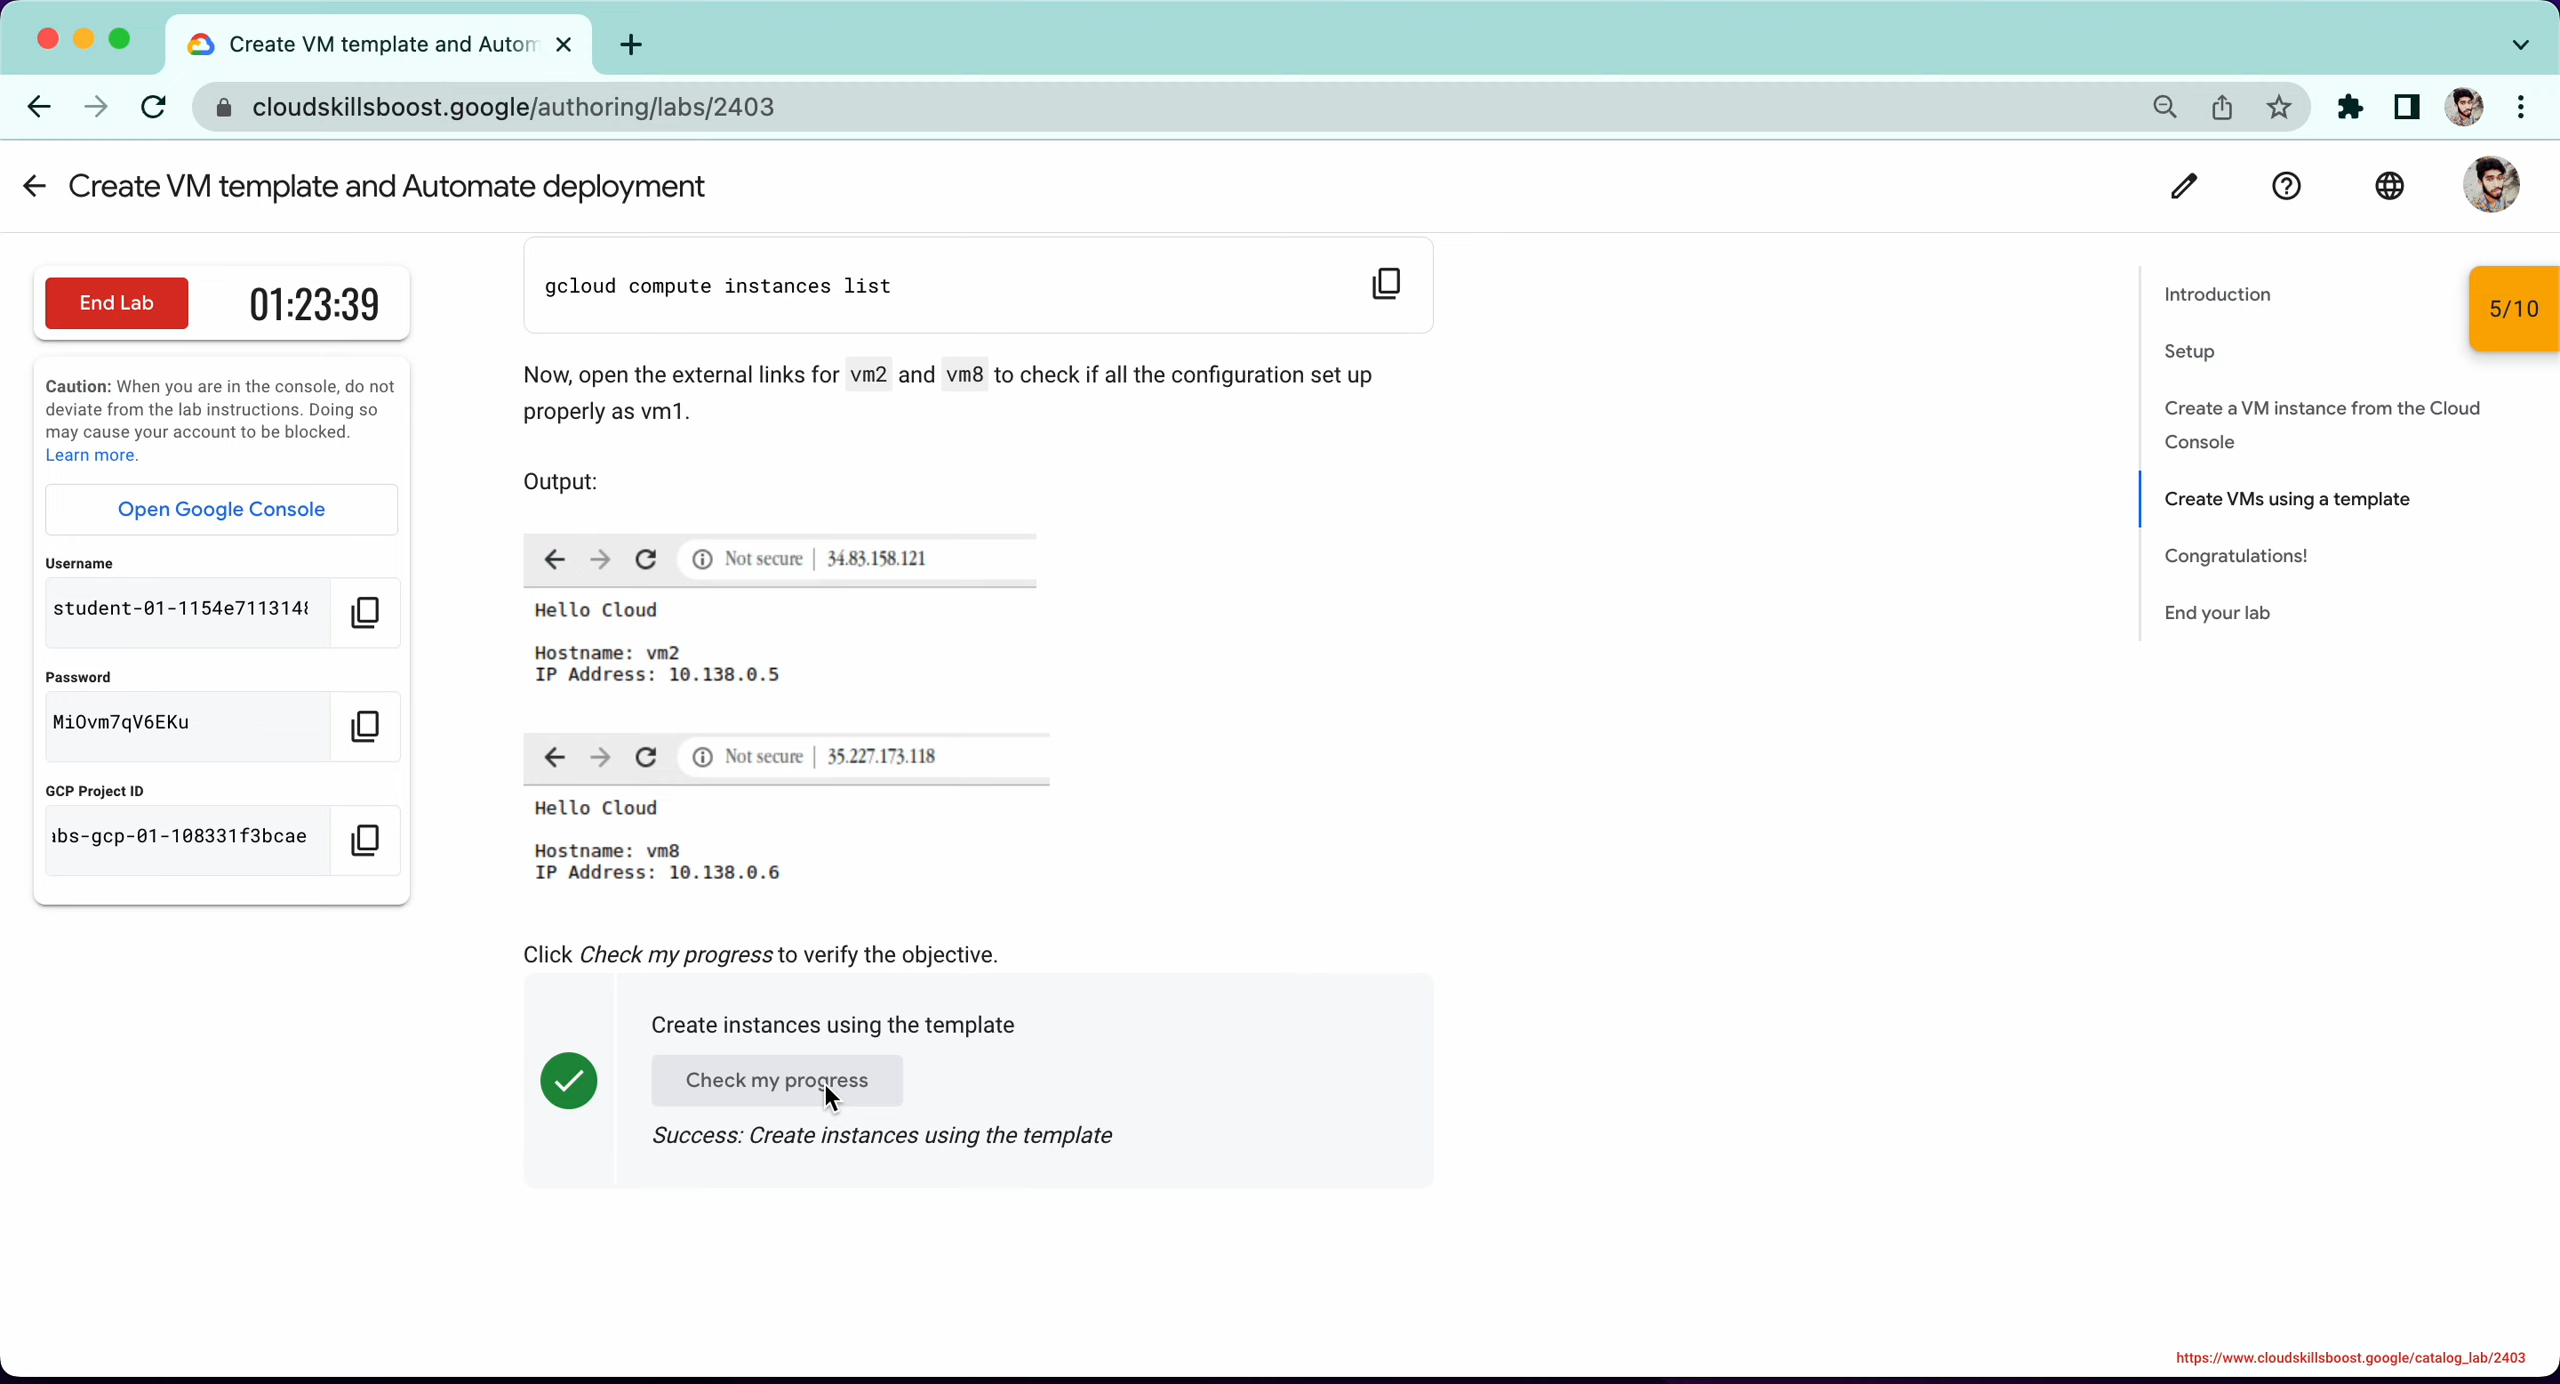 Create VM template and Autom
cloudskillsboost.google/authoring/labs/2403
Create VM template and Automate deployment
End Lab
01:23:39
Caution: When you are in the console, do not
deviate from the lab instructions. Doing so
may cause your account to be blocked.
Learn more.
Open Google Console
Username
student-01-1154e7113148
Password
MiOvm7qV6EKu
GCP Project ID
abs-gcp-01-108331f3bcae
gcloud compute instances list
Now, open the external links for vm2 and vm8 to check if all the configuration set up
properly as vm1.
Output:
Not secure | 34.83.158.121
Hello Cloud
Hostname: vm2
IP Address: 10.138.0.5
Not secure | 35.227.173.118
Hello Cloud
Hostname: vm8
IP Address: 10.138.0.6
Click Check my progress to verify the objective.
Create instances using the template
Check my progress
Success: Create instances using the template
Introduction
Setup
Create a VM instance from the Cloud
Console
Create VMs using a template
Congratulations!
End your lab
5/10
https://www.cloudskillsboost.google/catalog_lab/2403